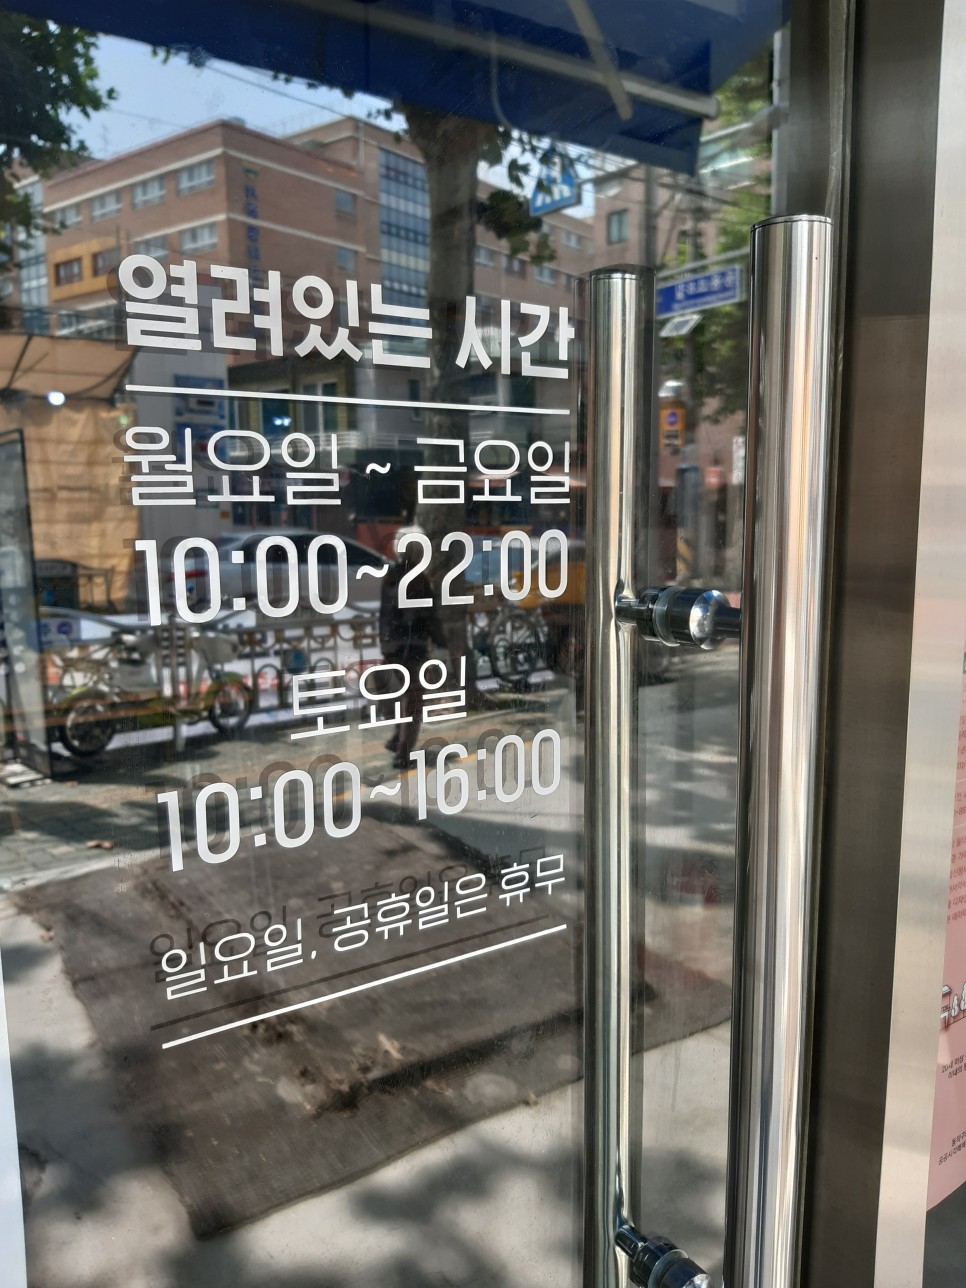 열려있는 시간
월요일 ~ 금요일
10:00~22:00
토요일
10:00~16:00
일요일, 공휴일은 휴무